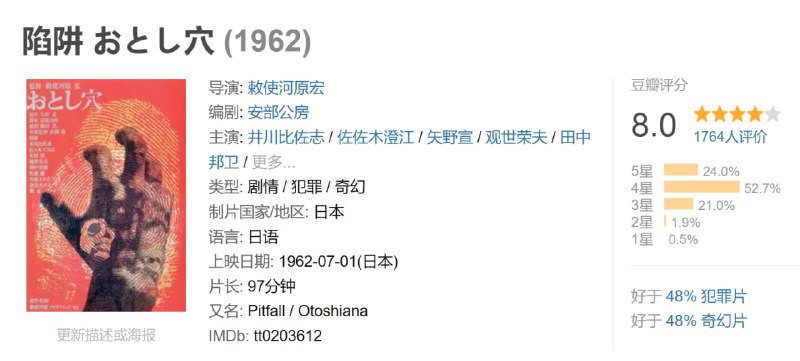 陷阱 おとし穴 (1962)
監督 勅使河原 宏
おとし穴
导演: 敕使河原宏
编剧: 安部公房
主演: 井川比佐志 / 佐佐木澄江 / 矢野宣 / 观世荣夫 / 田中
邦卫 / 更多...
类型: 剧情 / 犯罪 / 奇幻
制片国家/地区: 日本
语言: 日语
上映日期: 1962-07-01(日本)
片长: 97分钟
又名: Pitfall / Otoshiana
IMDb: tt0203612
更新描述或海报
豆瓣评分
8.0
1764人评价
5星 24.0%
4星 52.7%
3星 21.0%
2星 1.9%
1星 0.5%
好于 48% 犯罪片
好于 48% 奇幻片